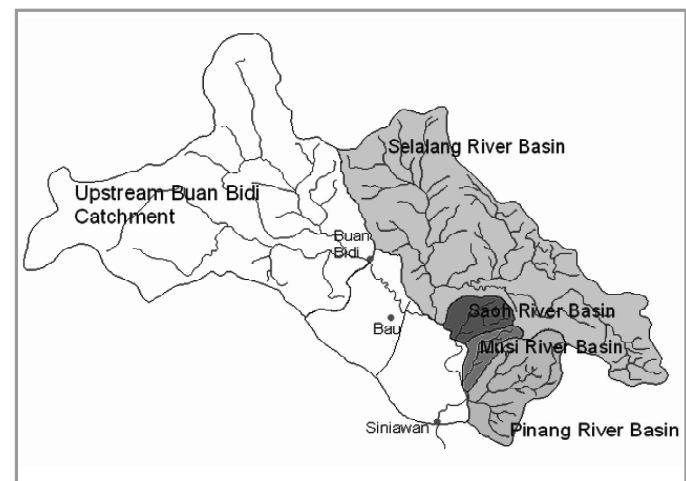 Selalang River Basin
Upstream Buan Bidi
Catchment
Buan
Bidi
Saoh River Basin
Bau
Musi River Basin
Siniawan
Pinang River Basin